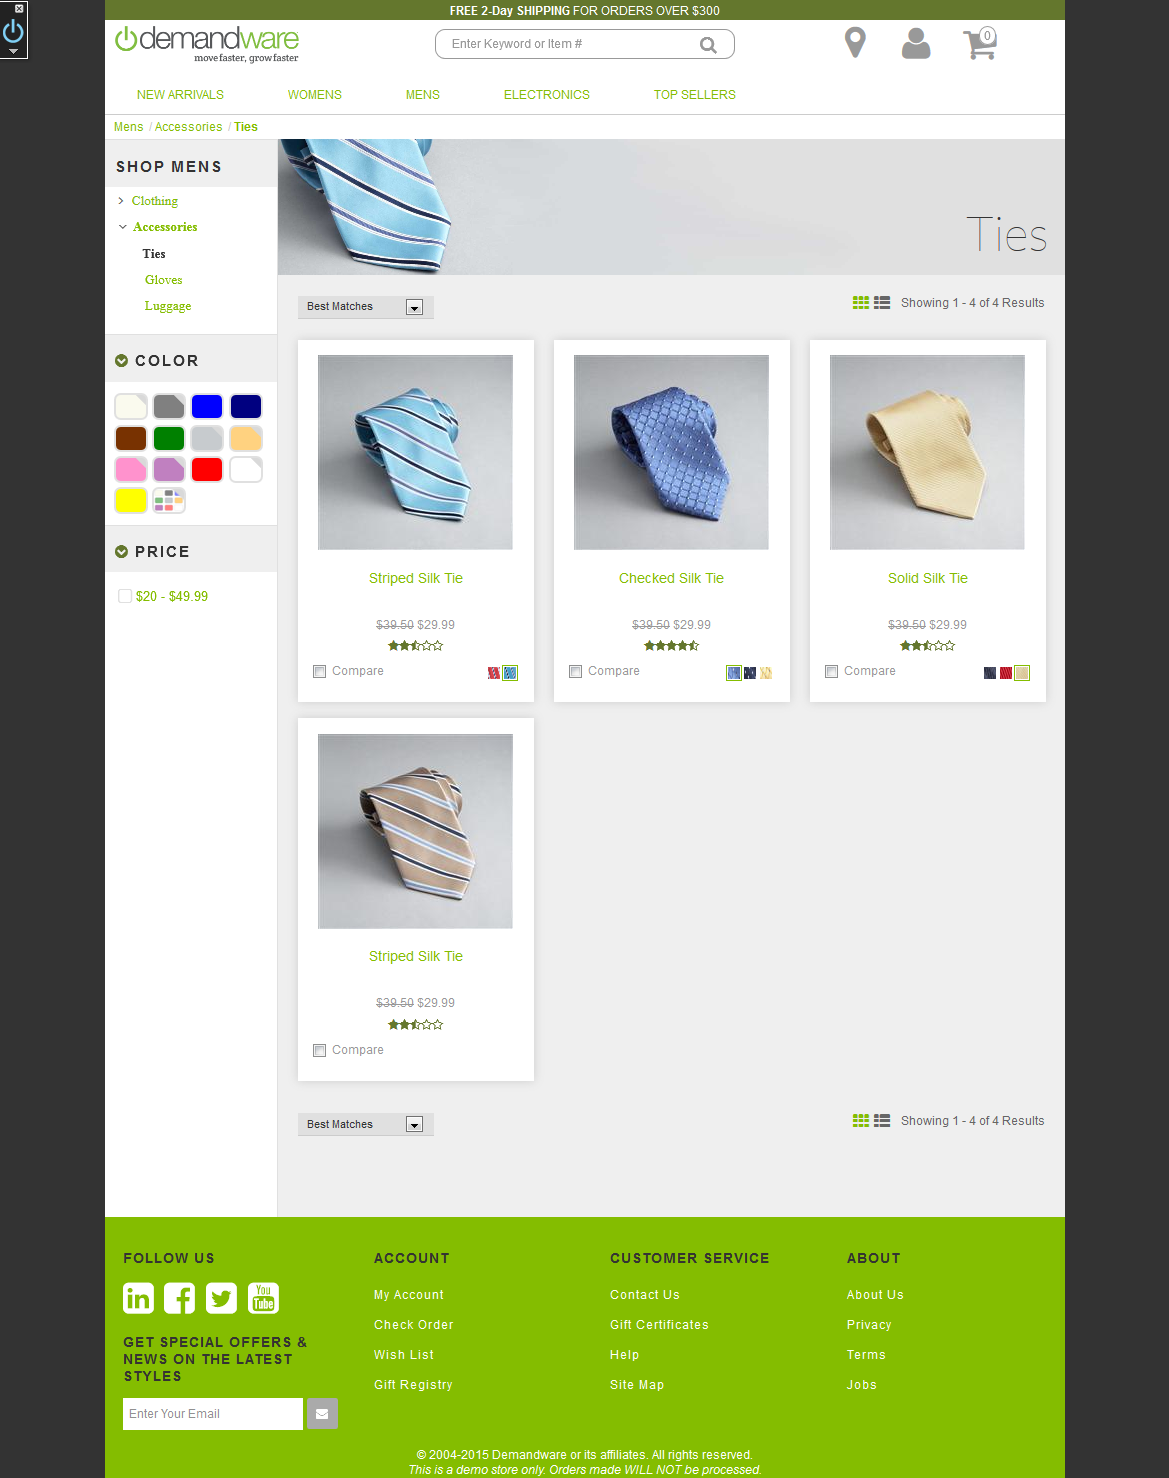 FREE 2-Day SHIPPING FOR ORDERS OVER $300
demandware
move faster, grow faster
Enter Keyword or Item #
0
NEW ARRIVALS WOMENS MENS ELECTRONICS TOP SELLERS
Mens / Accessories / Ties
SHOP MENS
Clothing
Accessories
Ties
Gloves
Luggage
COLOR
PRICE
$20 - $49.99
Ties
Best Matches
Showing 1 - 4 of 4 Results
Striped Silk Tie
$39.50 $29.99
Compare
Checked Silk Tie
$39.50 $29.99
Compare
Solid Silk Tie
$39.50 $29.99
Compare
Striped Silk Tie
$39.50 $29.99
Compare
Best Matches
Showing 1 - 4 of 4 Results
FOLLOW US
You
Tube
GET SPECIAL OFFERS &
NEWS ON THE LATEST
STYLES
Enter Your Email
ACCOUNT
My Account
Check Order
Wish List
Gift Registry
CUSTOMER SERVICE
Contact Us
Gift Certificates
Help
Site Map
ABOUT
About Us
Privacy
Terms
Jobs
© 2004-2015 Demandware or its affiliates. All rights reserved.
This is a demo store only. Orders made WILL NOT be processed.